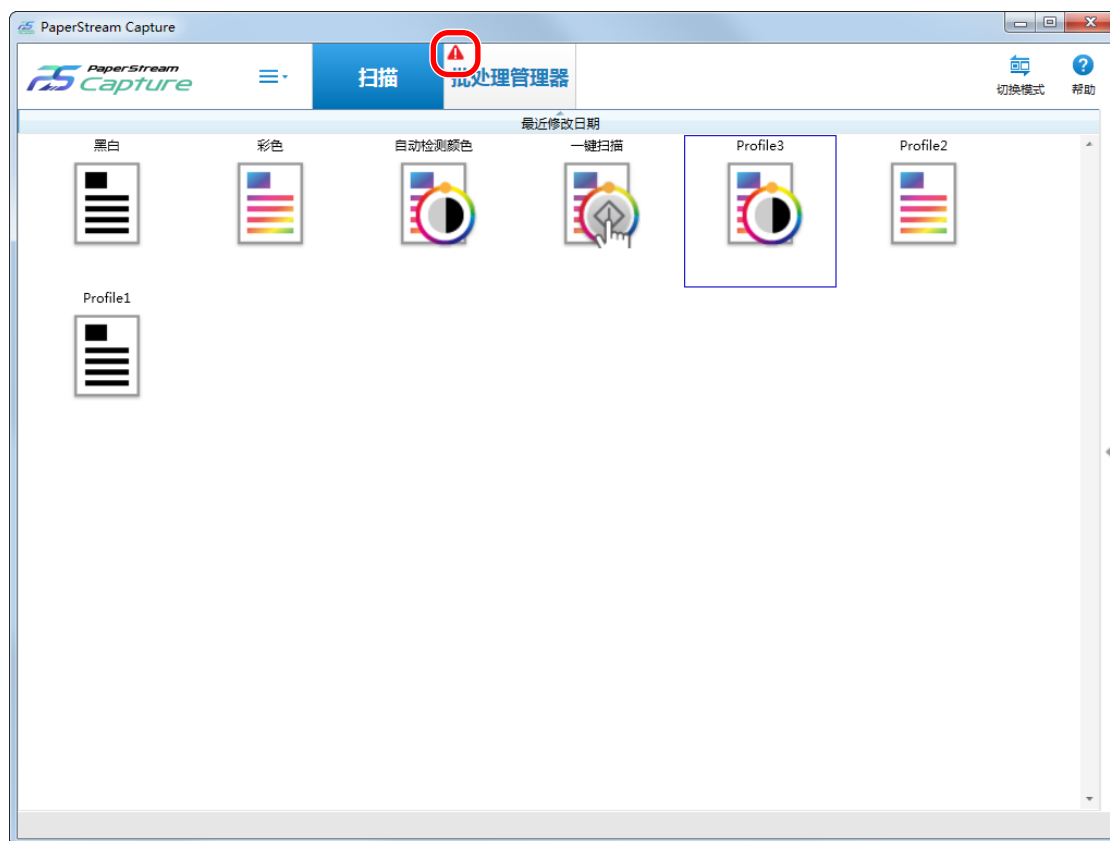 PaperStream Capture
PaperStream
Capture
扫描
批处理管理器
切换模式
帮助
最近修改日期
黑白
彩色
自动检测颜色
一键扫描
Profile3
Profile2
Profile1